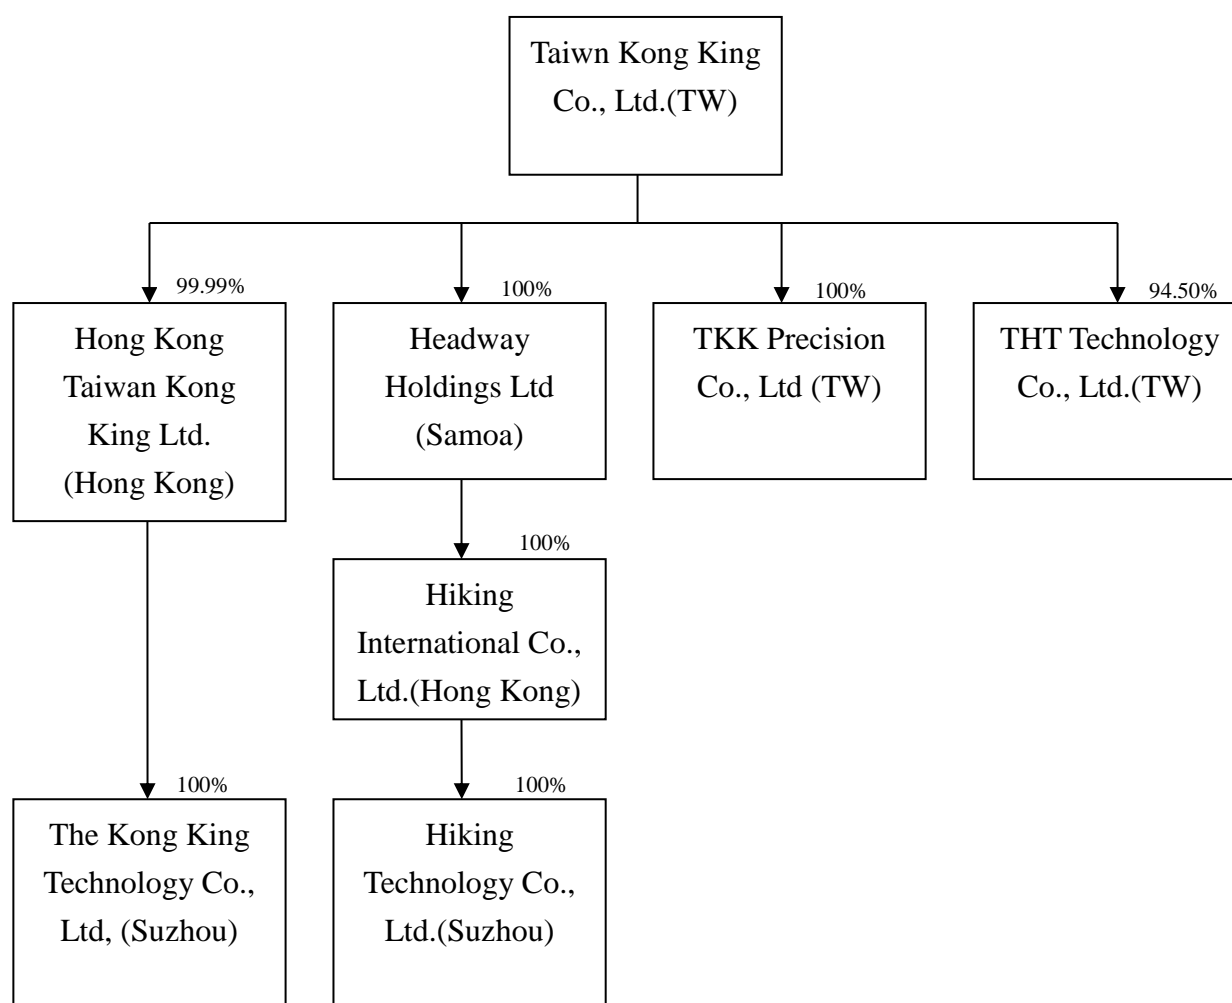 Taiwn Kong King
Co., Ltd.(TW)
99.99%
100%
100%
94.50%
Hong Kong
Taiwan Kong
King Ltd.
(Hong Kong)
Headway
Holdings Ltd
(Samoa)
TKK Precision
Co., Ltd (TW)
THT Technology
Co., Ltd.(TW)
100%
Hiking
International Co.,
Ltd.(Hong Kong)
100%
100%
The Kong King
Technology Co.,
Ltd, (Suzhou)
Hiking
Technology Co.,
Ltd.(Suzhou)